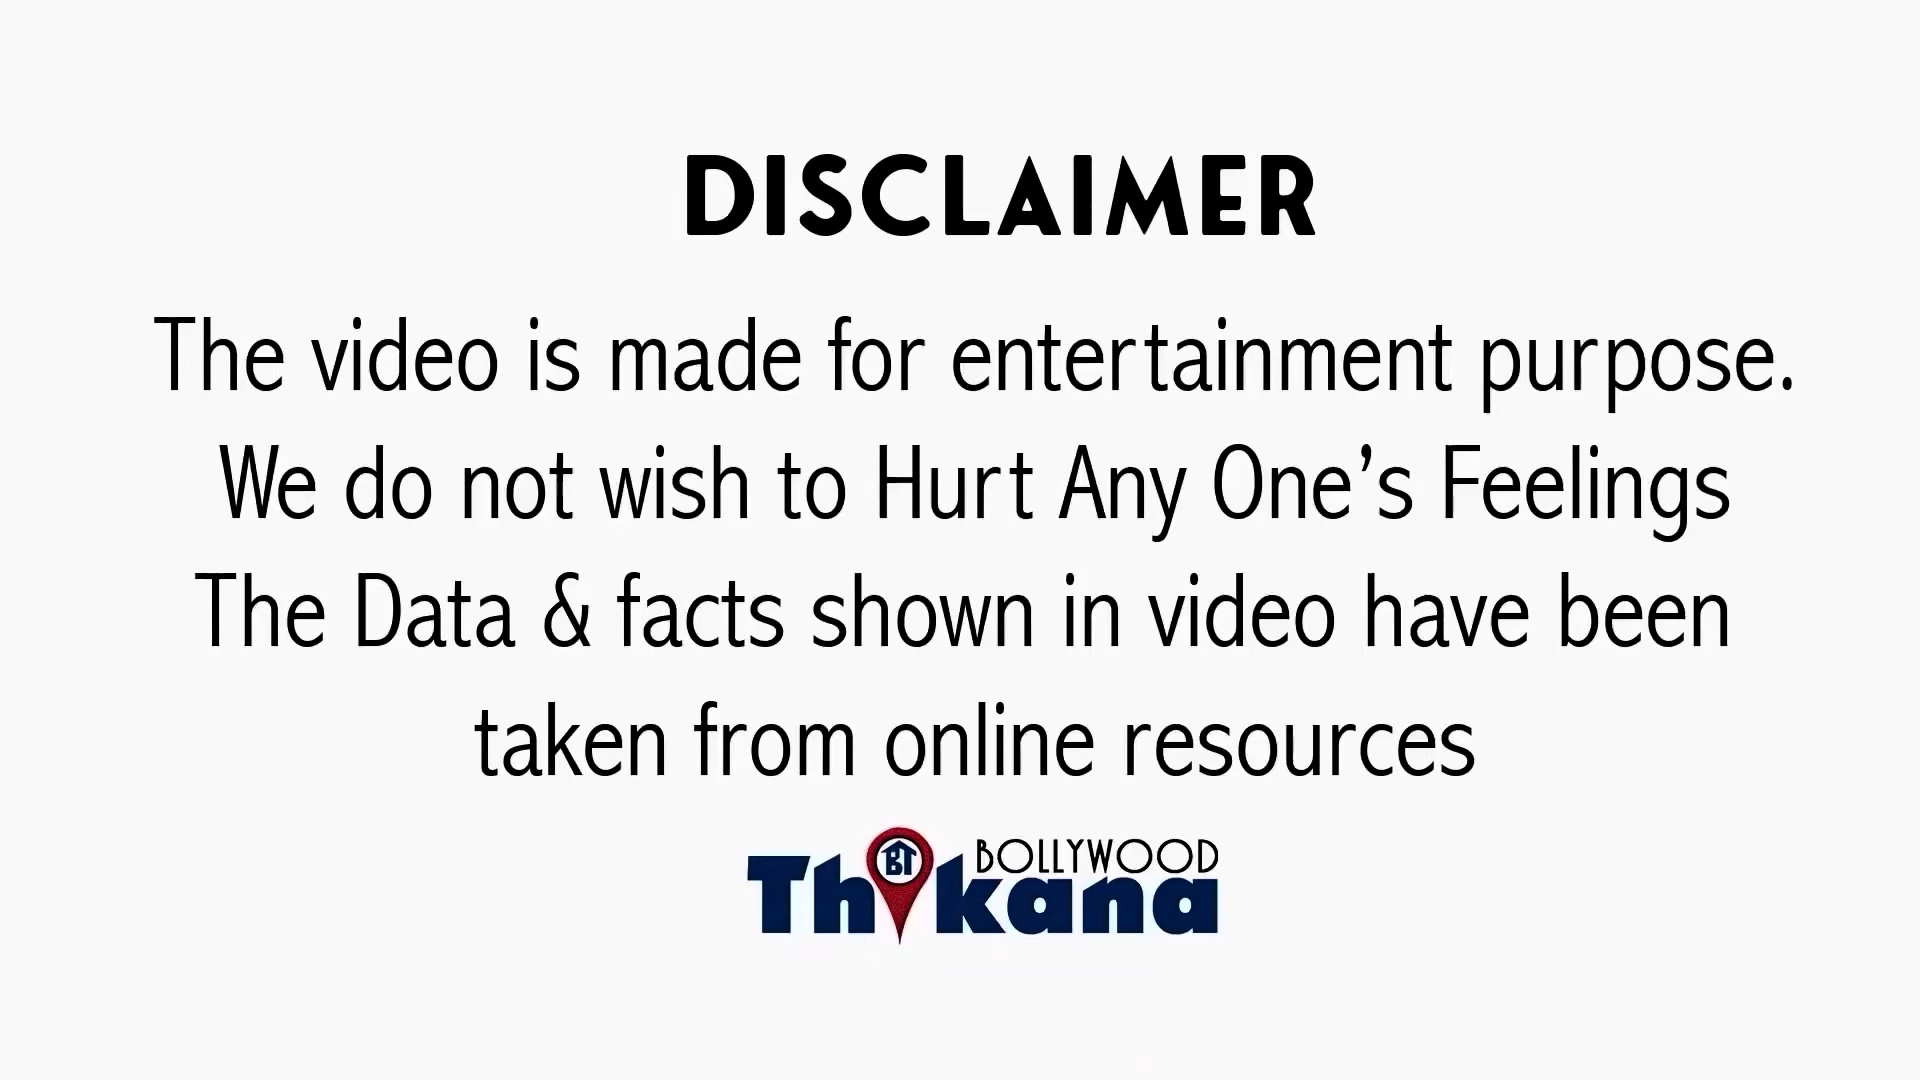 DISCLAIMER
The video is made for entertainment purpose.
We do not wish to Hurt Any One’s Feelings
The Data & facts shown in video have been
taken from online resources
BOLLYWOOD
BT
Thikana